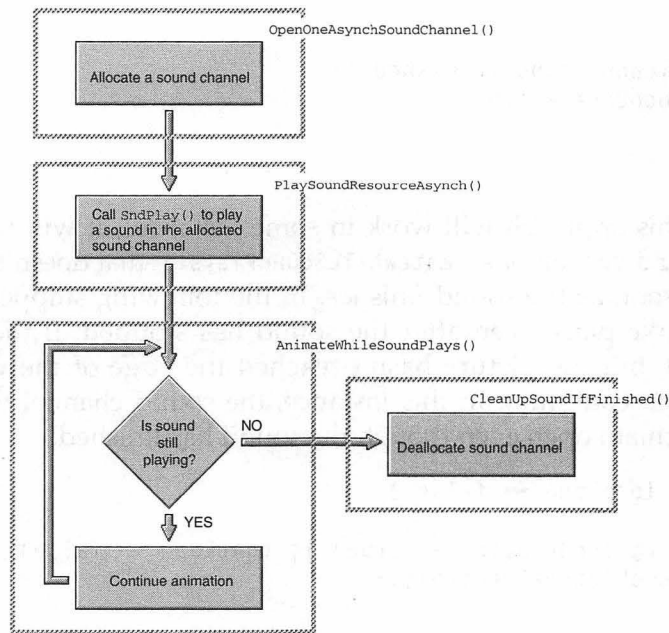 OpenOneAsynchSoundChannel()
Allocate a sound channel
PlaySoundResourceAsynch()
Call SndPlay() to play
a sound in the allocated
sound channel
AnimateWhileSoundPlays()
CleanUpSoundIfFinished()
Is sound
still
playing?
NO
Deallocate sound channel
YES
Continue animation